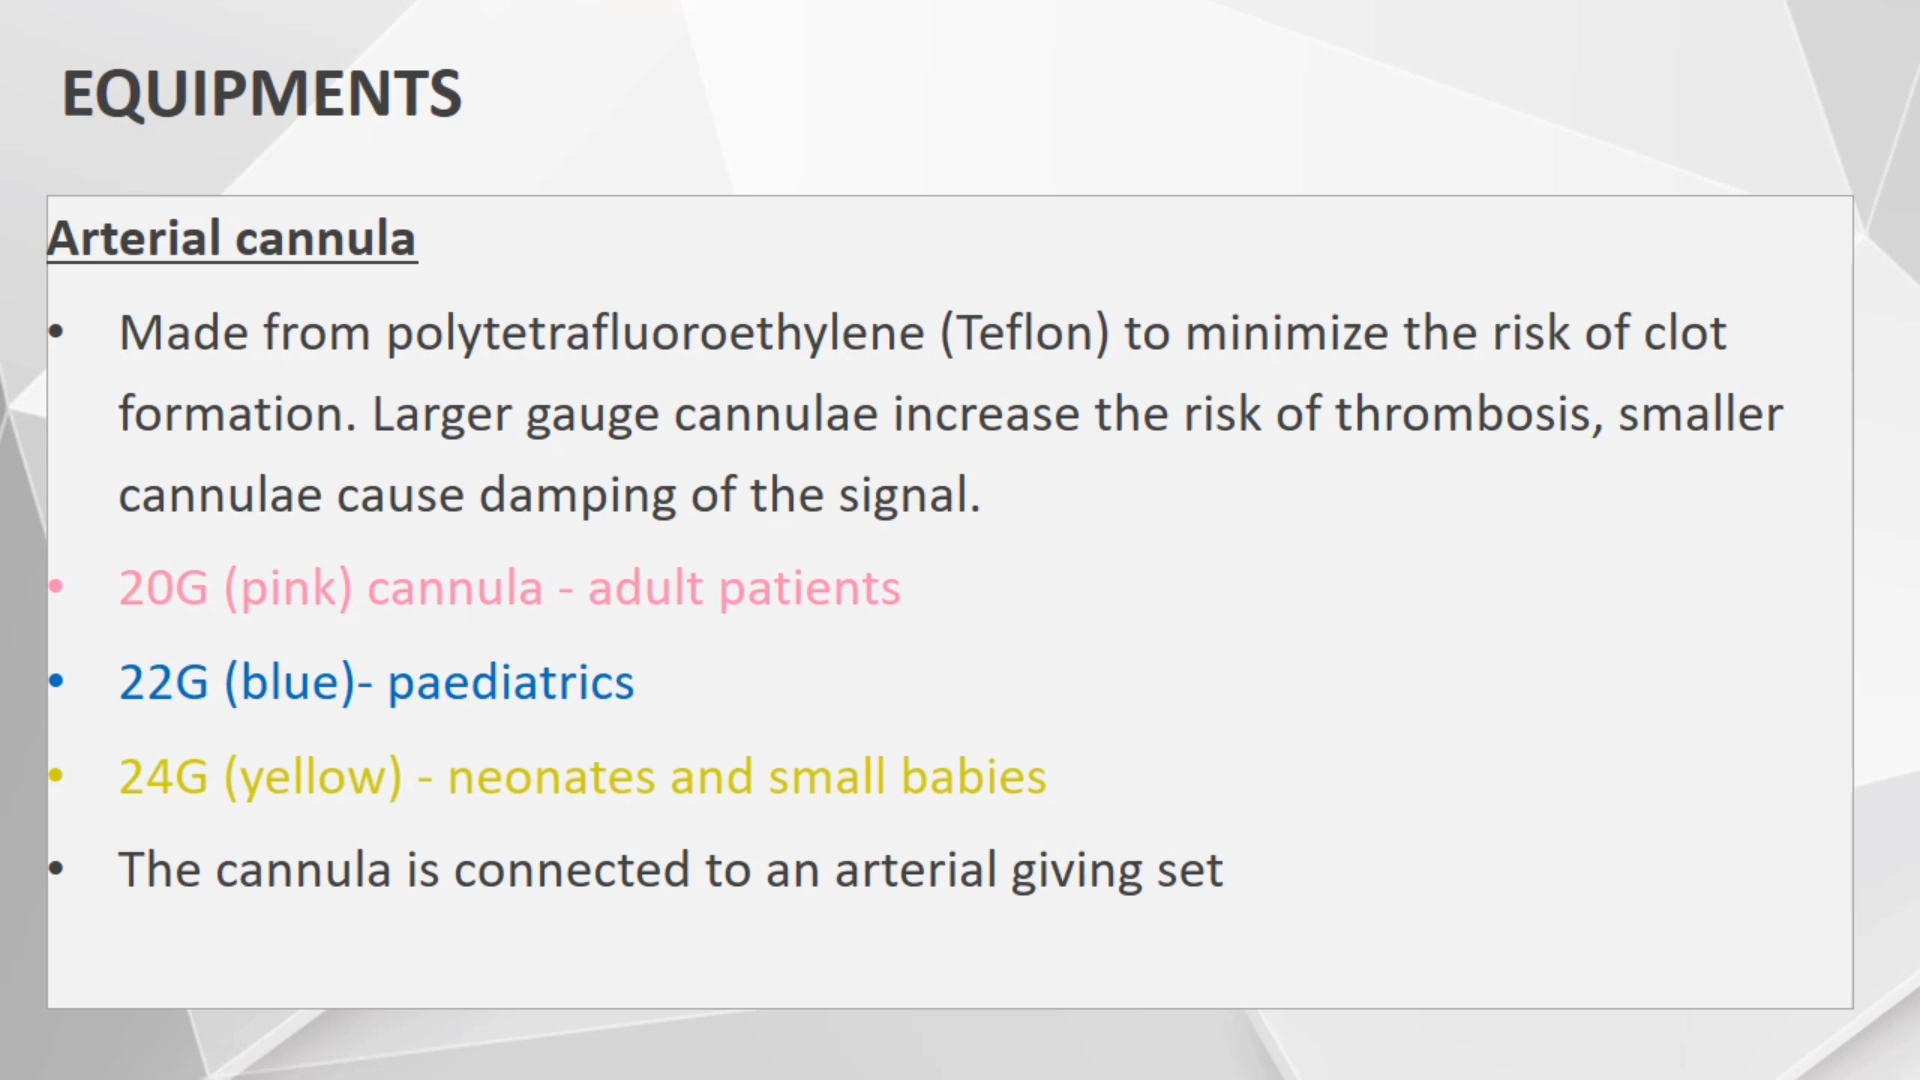 EQUIPMENTS
Arterial cannula
• Made from polytetrafluoroethylene (Teflon) to minimize the risk of clot
formation. Larger gauge cannulae increase the risk of thrombosis, smaller
cannulae cause damping of the signal.
• 20G (pink) cannula - adult patients
• 22G (blue)- paediatrics
• 24G (yellow) - neonates and small babies
• The cannula is connected to an arterial giving set